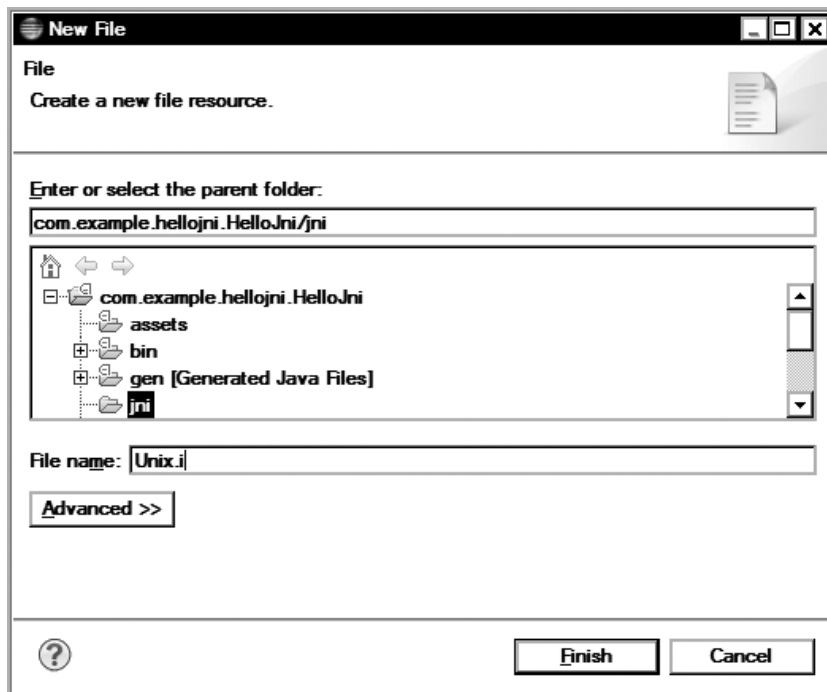 New File
File
Create a new file resource.
Enter or select the parent folder:
com.example.hellojni.HelloJni/jni
com.example.hellojni.HelloJni
assets
bin
gen [Generated Java Files]
jni
File name: Unix.i
Advanced >>
? Finish Cancel